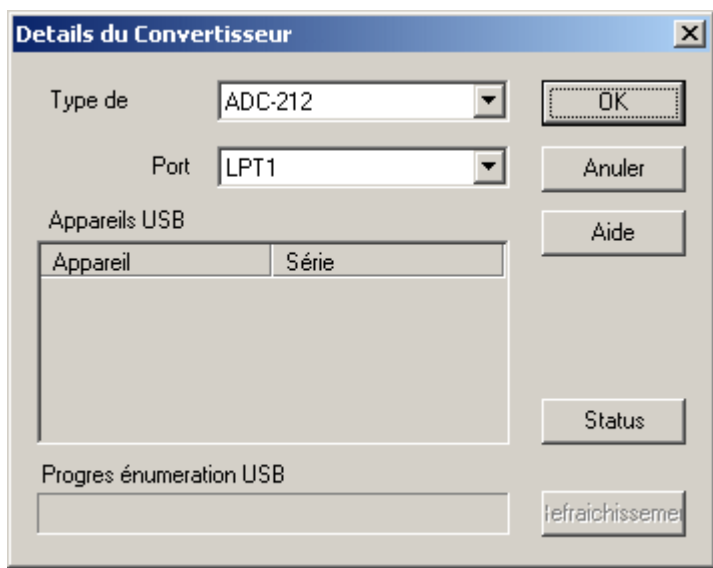 Details du Convertisseur
Type de ADC-212 OK
Port LPT1 Anuler
Appareils USB Aide
Appareil Série
Status
Progres énumeration USB